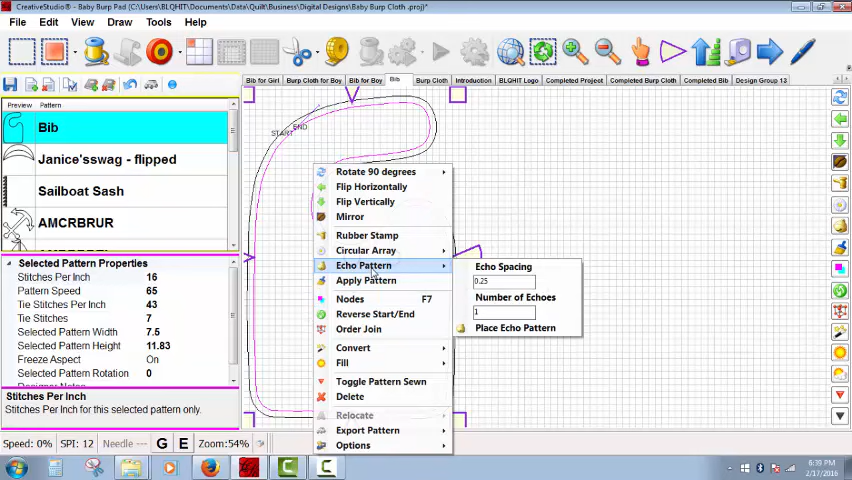 CreativeStudio® - Baby Burp Pad (C:\Users\BLQHIT\Documents\Data\Quilt\Business\Digital Designs\Baby Burp Cloth .proj)*
File Edit View Draw Tools Help
Bib for Girl Burp Cloth for Boy Bib for Boy Bib Burp Cloth Introduction BLQHIT Logo Completed Project Completed Burp Cloth Completed Bib Design Group 13
Preview Pattern
Bib
Janice'sswag - flipped
Sailboat Sash
AMCRBRUR
Selected Pattern Properties
Stitches Per Inch 16
Pattern Speed 65
Tie Stitches Per Inch 43
Tie Stitches 7
Selected Pattern Width 7.5
Selected Pattern Height 11.83
Freeze Aspect On
Selected Pattern Rotation 0
Stitches Per Inch
Stitches Per Inch for this selected pattern only.
START
END
Rotate 90 degrees
Flip Horizontally
Flip Vertically
Mirror
Rubber Stamp
Circular Array
Echo Pattern
Apply Pattern
Nodes F7
Reverse Start/End
Order Join
Convert
Fill
Toggle Pattern Sewn
Delete
Relocate
Export Pattern
Options
Echo Spacing
0.25
Number of Echoes
1
Place Echo Pattern
Speed: 0% SPI: 12 Needle --- G E Zoom:54%
6:39 PM
2/17/2016